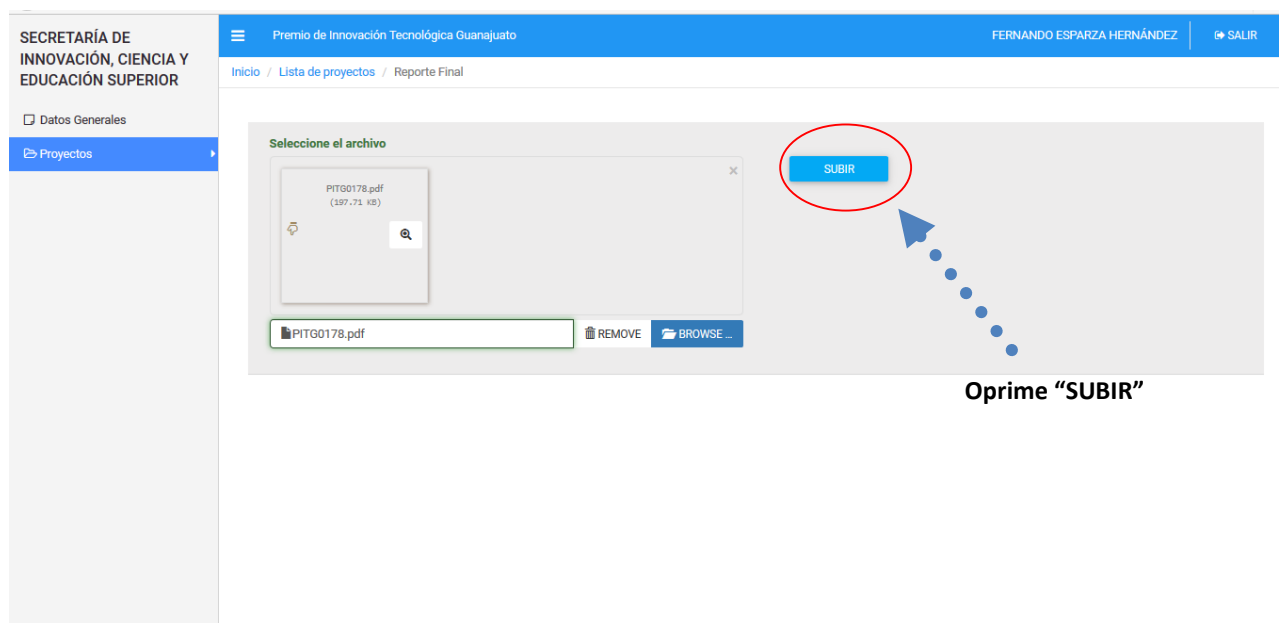 SECRETARÍA DE
INNOVACIÓN, CIENCIA Y
EDUCACIÓN SUPERIOR
Datos Generales
Proyectos
Premio de Innovación Tecnológica Guanajuato
FERNANDO ESPARZA HERNÁNDEZ
SALIR
Inicio / Lista de proyectos / Reporte Final
Seleccione el archivo
×
PITG0178.pdf
(197.71 KB)
SUBIR
PITG0178.pdf
REMOVE
BROWSE ...
Oprime “SUBIR”